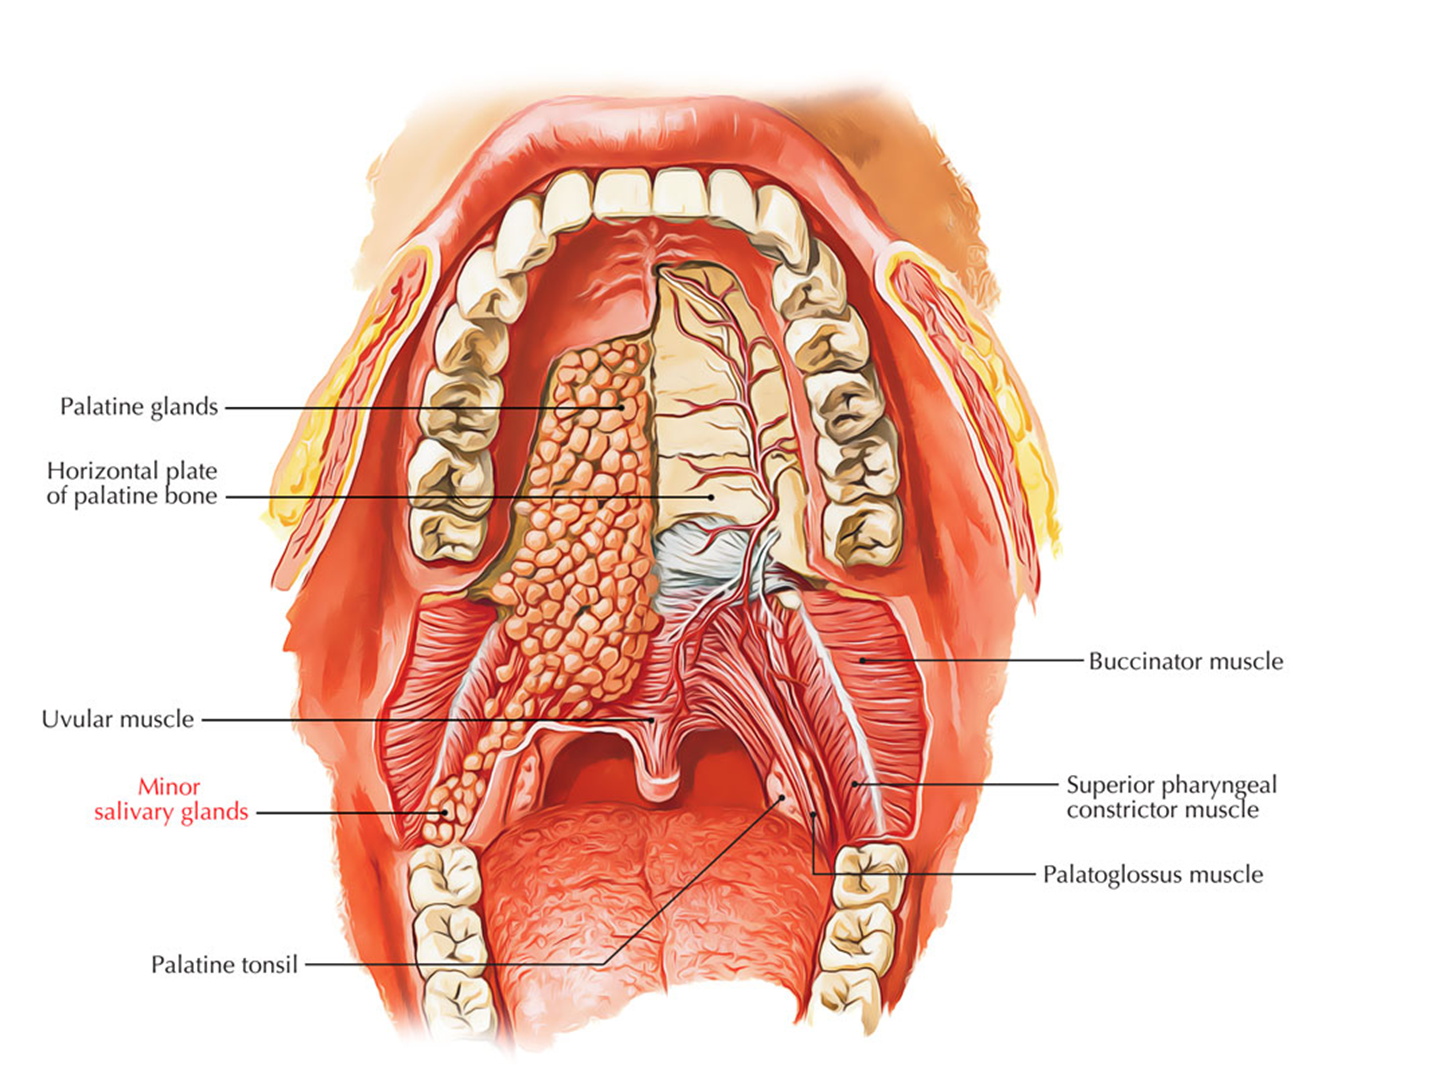 Palatine glands
Horizontal plate
of palatine bone
Uvular muscle
Minor
salivary glands
Palatine tonsil
Buccinator muscle
Superior pharyngeal
constrictor muscle
Palatoglossus muscle